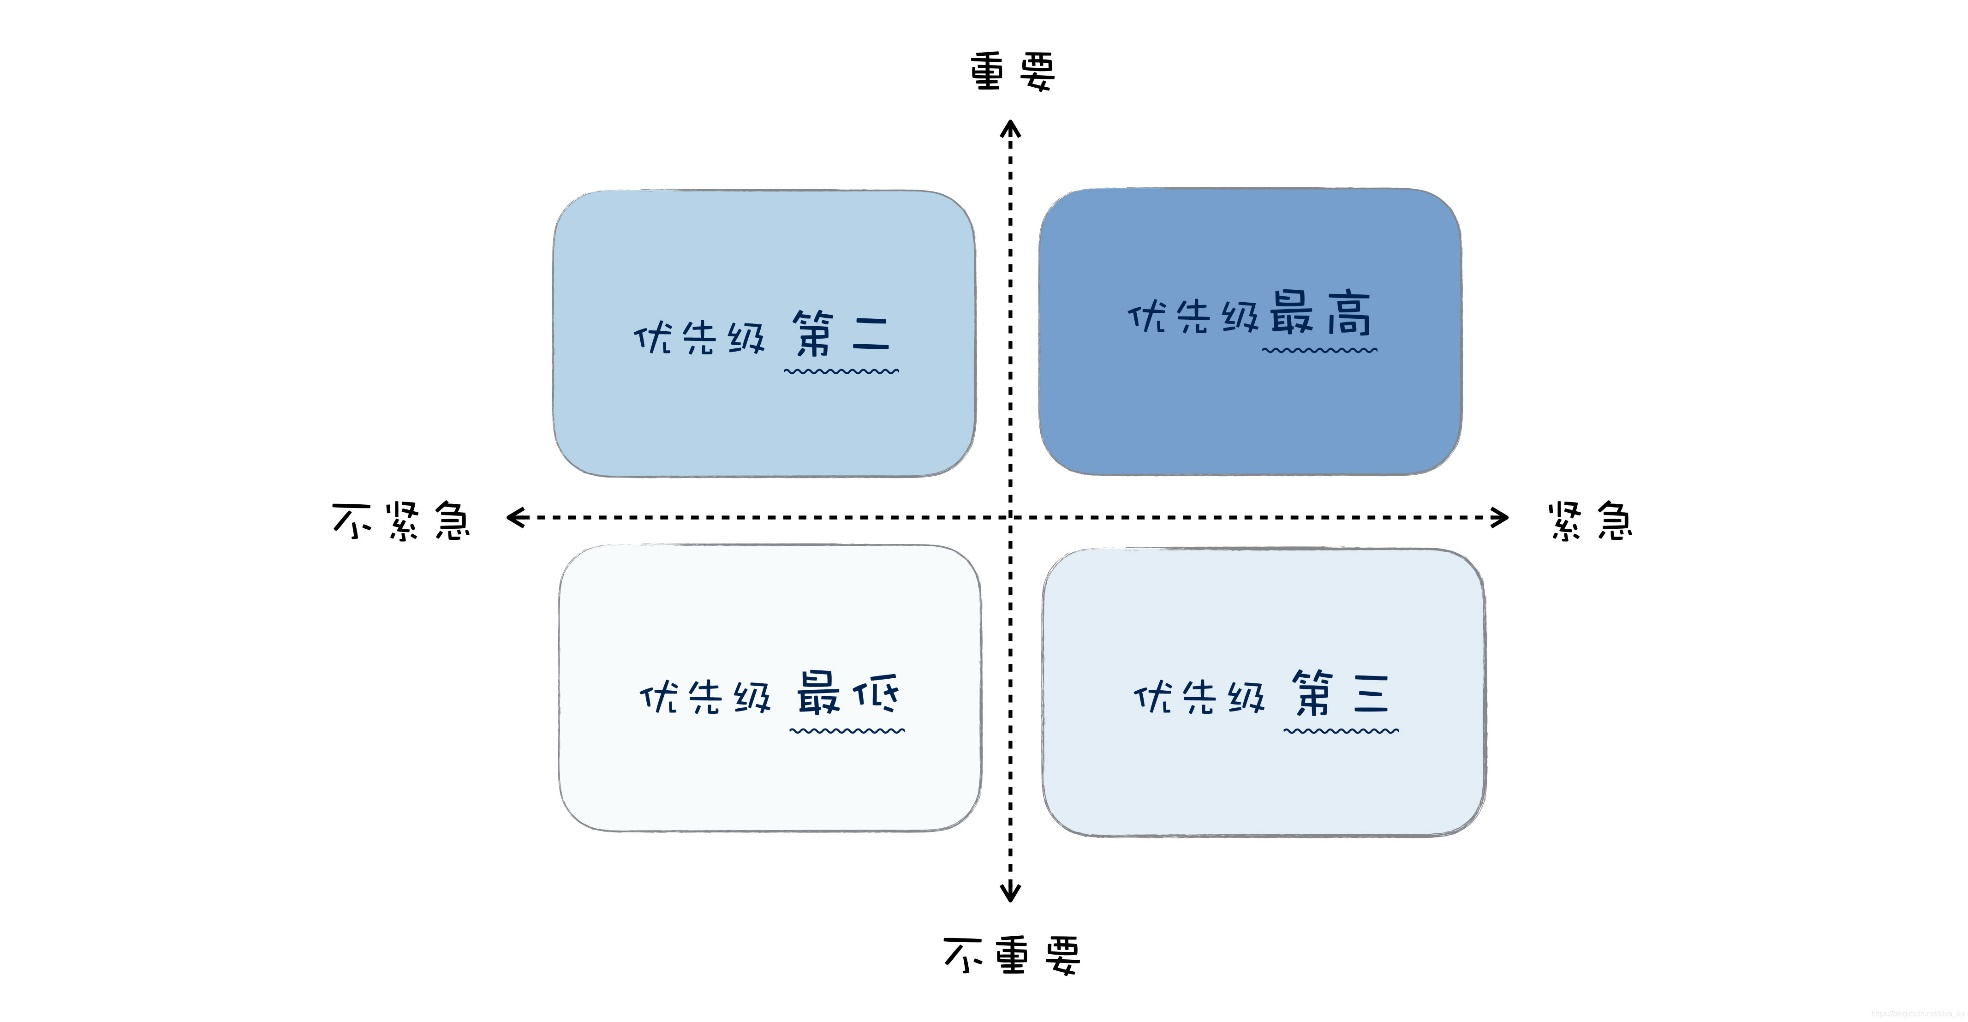 重要
优先级 第二
优先级最高
不紧急
紧急
优先级 最低
优先级 第三
不重要